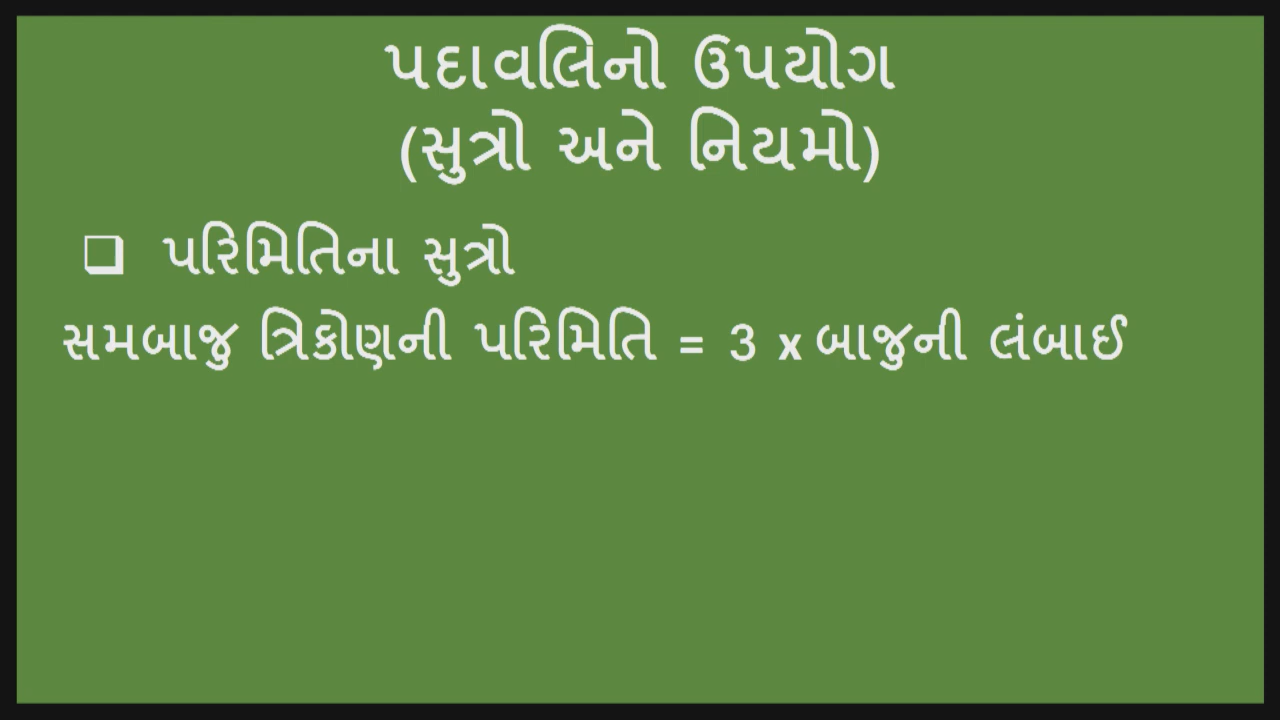 પદાવલિનો ઉપયોગ
(સુત્રો અને નિયમો)
❑ પરિમિતિના સુત્રો
સમબાજુ ત્રિકોણની પરિમિતિ = 3 x બાજુની લંબાઈ